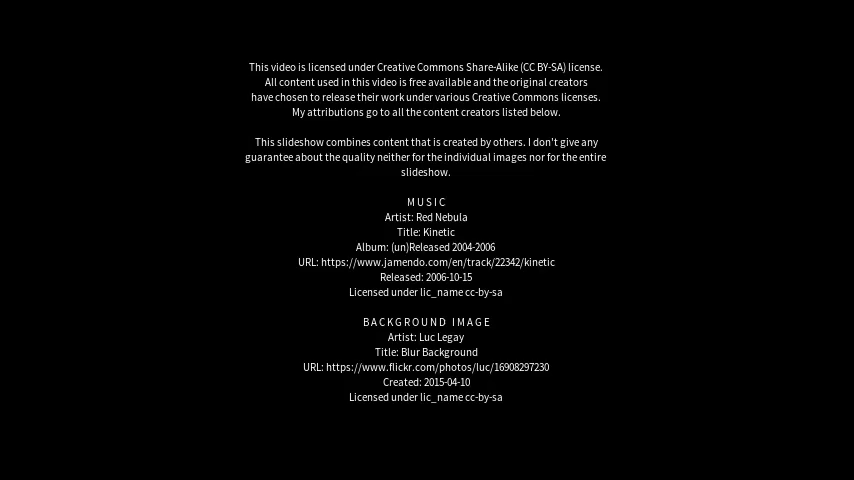 This video is licensed under Creative Commons Share-Alike (CC BY-SA) license.
All content used in this video is free available and the original creators
have chosen to release their work under various Creative Commons licenses.
My attributions go to all the content creators listed below.
This slideshow combines content that is created by others. I don't give any
guarantee about the quality neither for the individual images nor for the entire
slideshow.
M U S I C
Artist: Red Nebula
Title: Kinetic
Album: (un)Released 2004-2006
URL: https://www.jamendo.com/en/track/22342/kinetic
Released: 2006-10-15
Licensed under lic_name cc-by-sa
B A C K G R O U N D   I M A G E
Artist: Luc Legay
Title: Blur Background
URL: https://www.flickr.com/photos/luc/16908297230
Created: 2015-04-10
Licensed under lic_name cc-by-sa